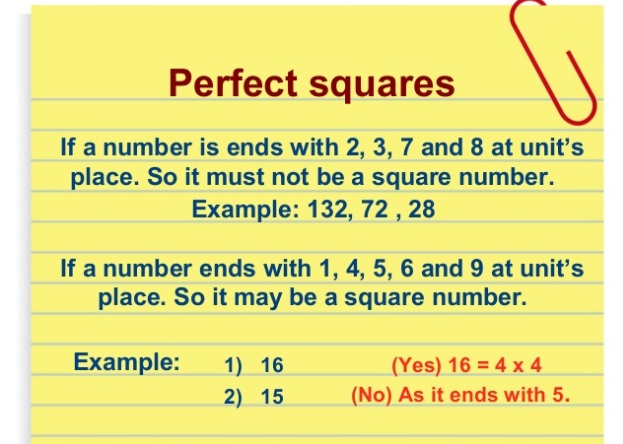 Perfect squares
If a number is ends with 2, 3, 7 and 8 at unit's
place. So it must not be a square number.
Example: 132, 72 , 28
If a number ends with 1, 4, 5, 6 and 9 at unit's
place. So it may be a square number.
Example: 1) 16 (Yes) 16 = 4 x 4
2) 15 (No) As it ends with 5.